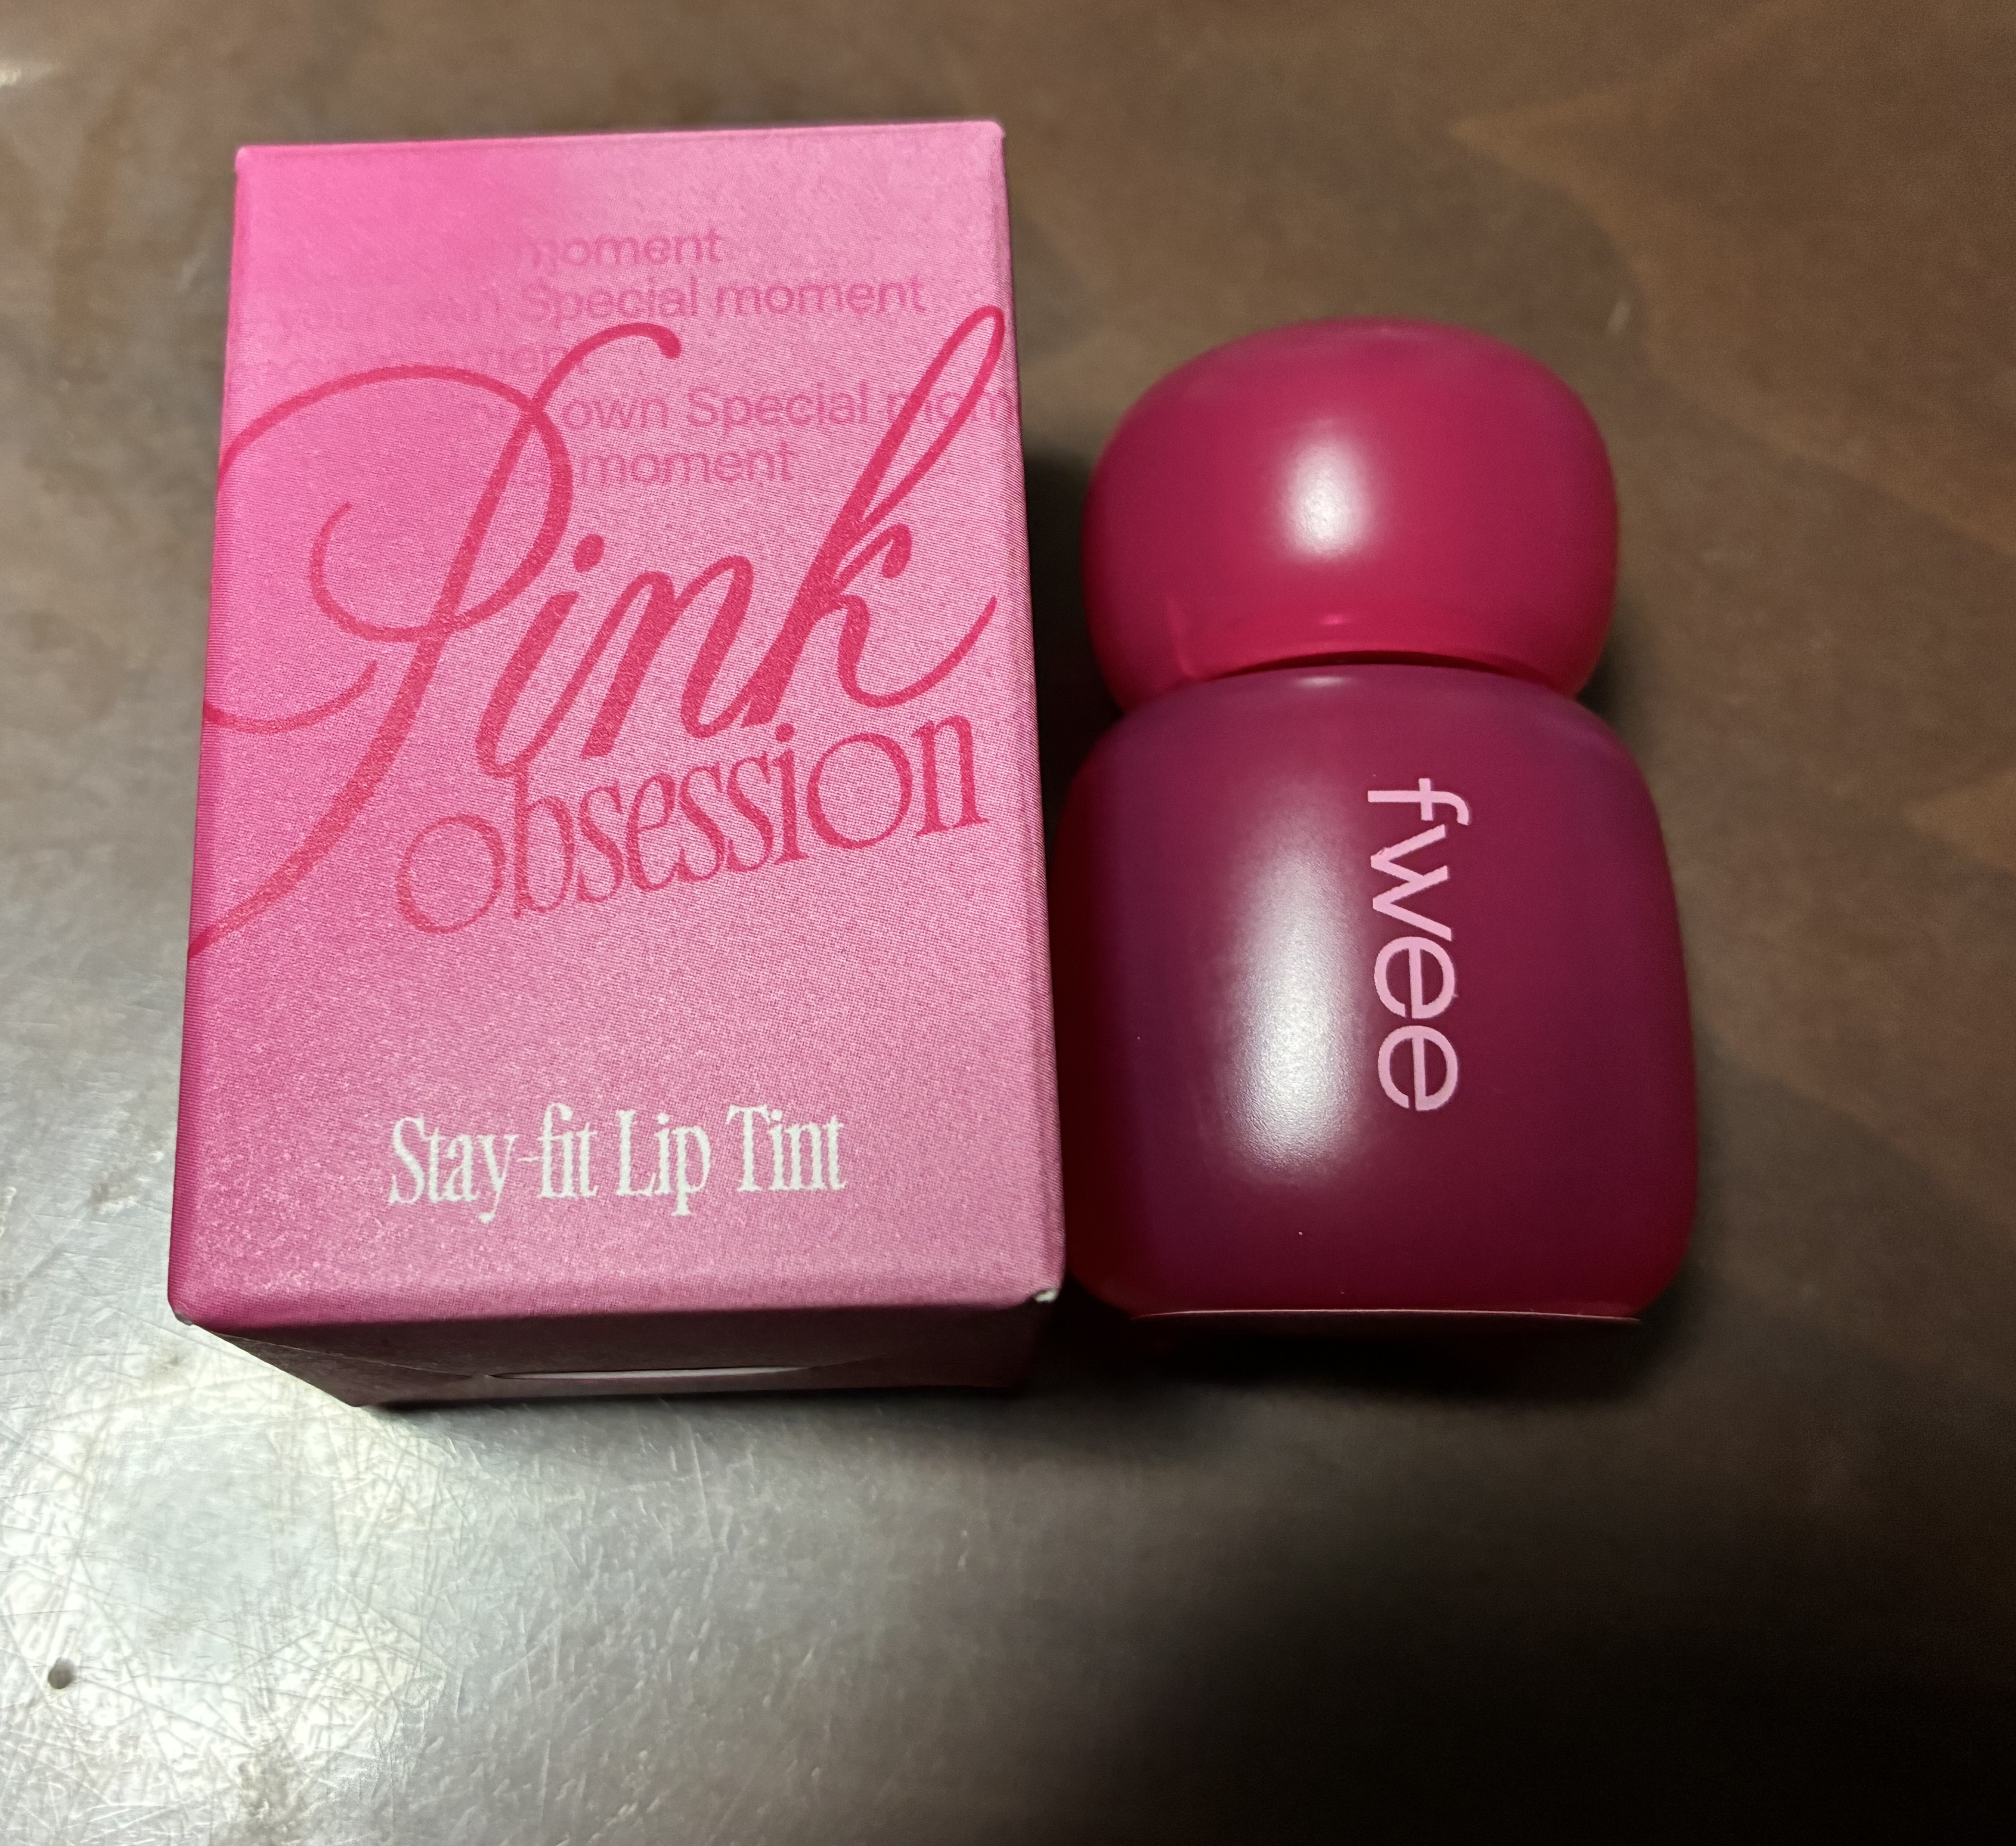 moment
Special moment
own Special mom
moment
Pink
obsession
Stay-fit Lip Tint
fwee